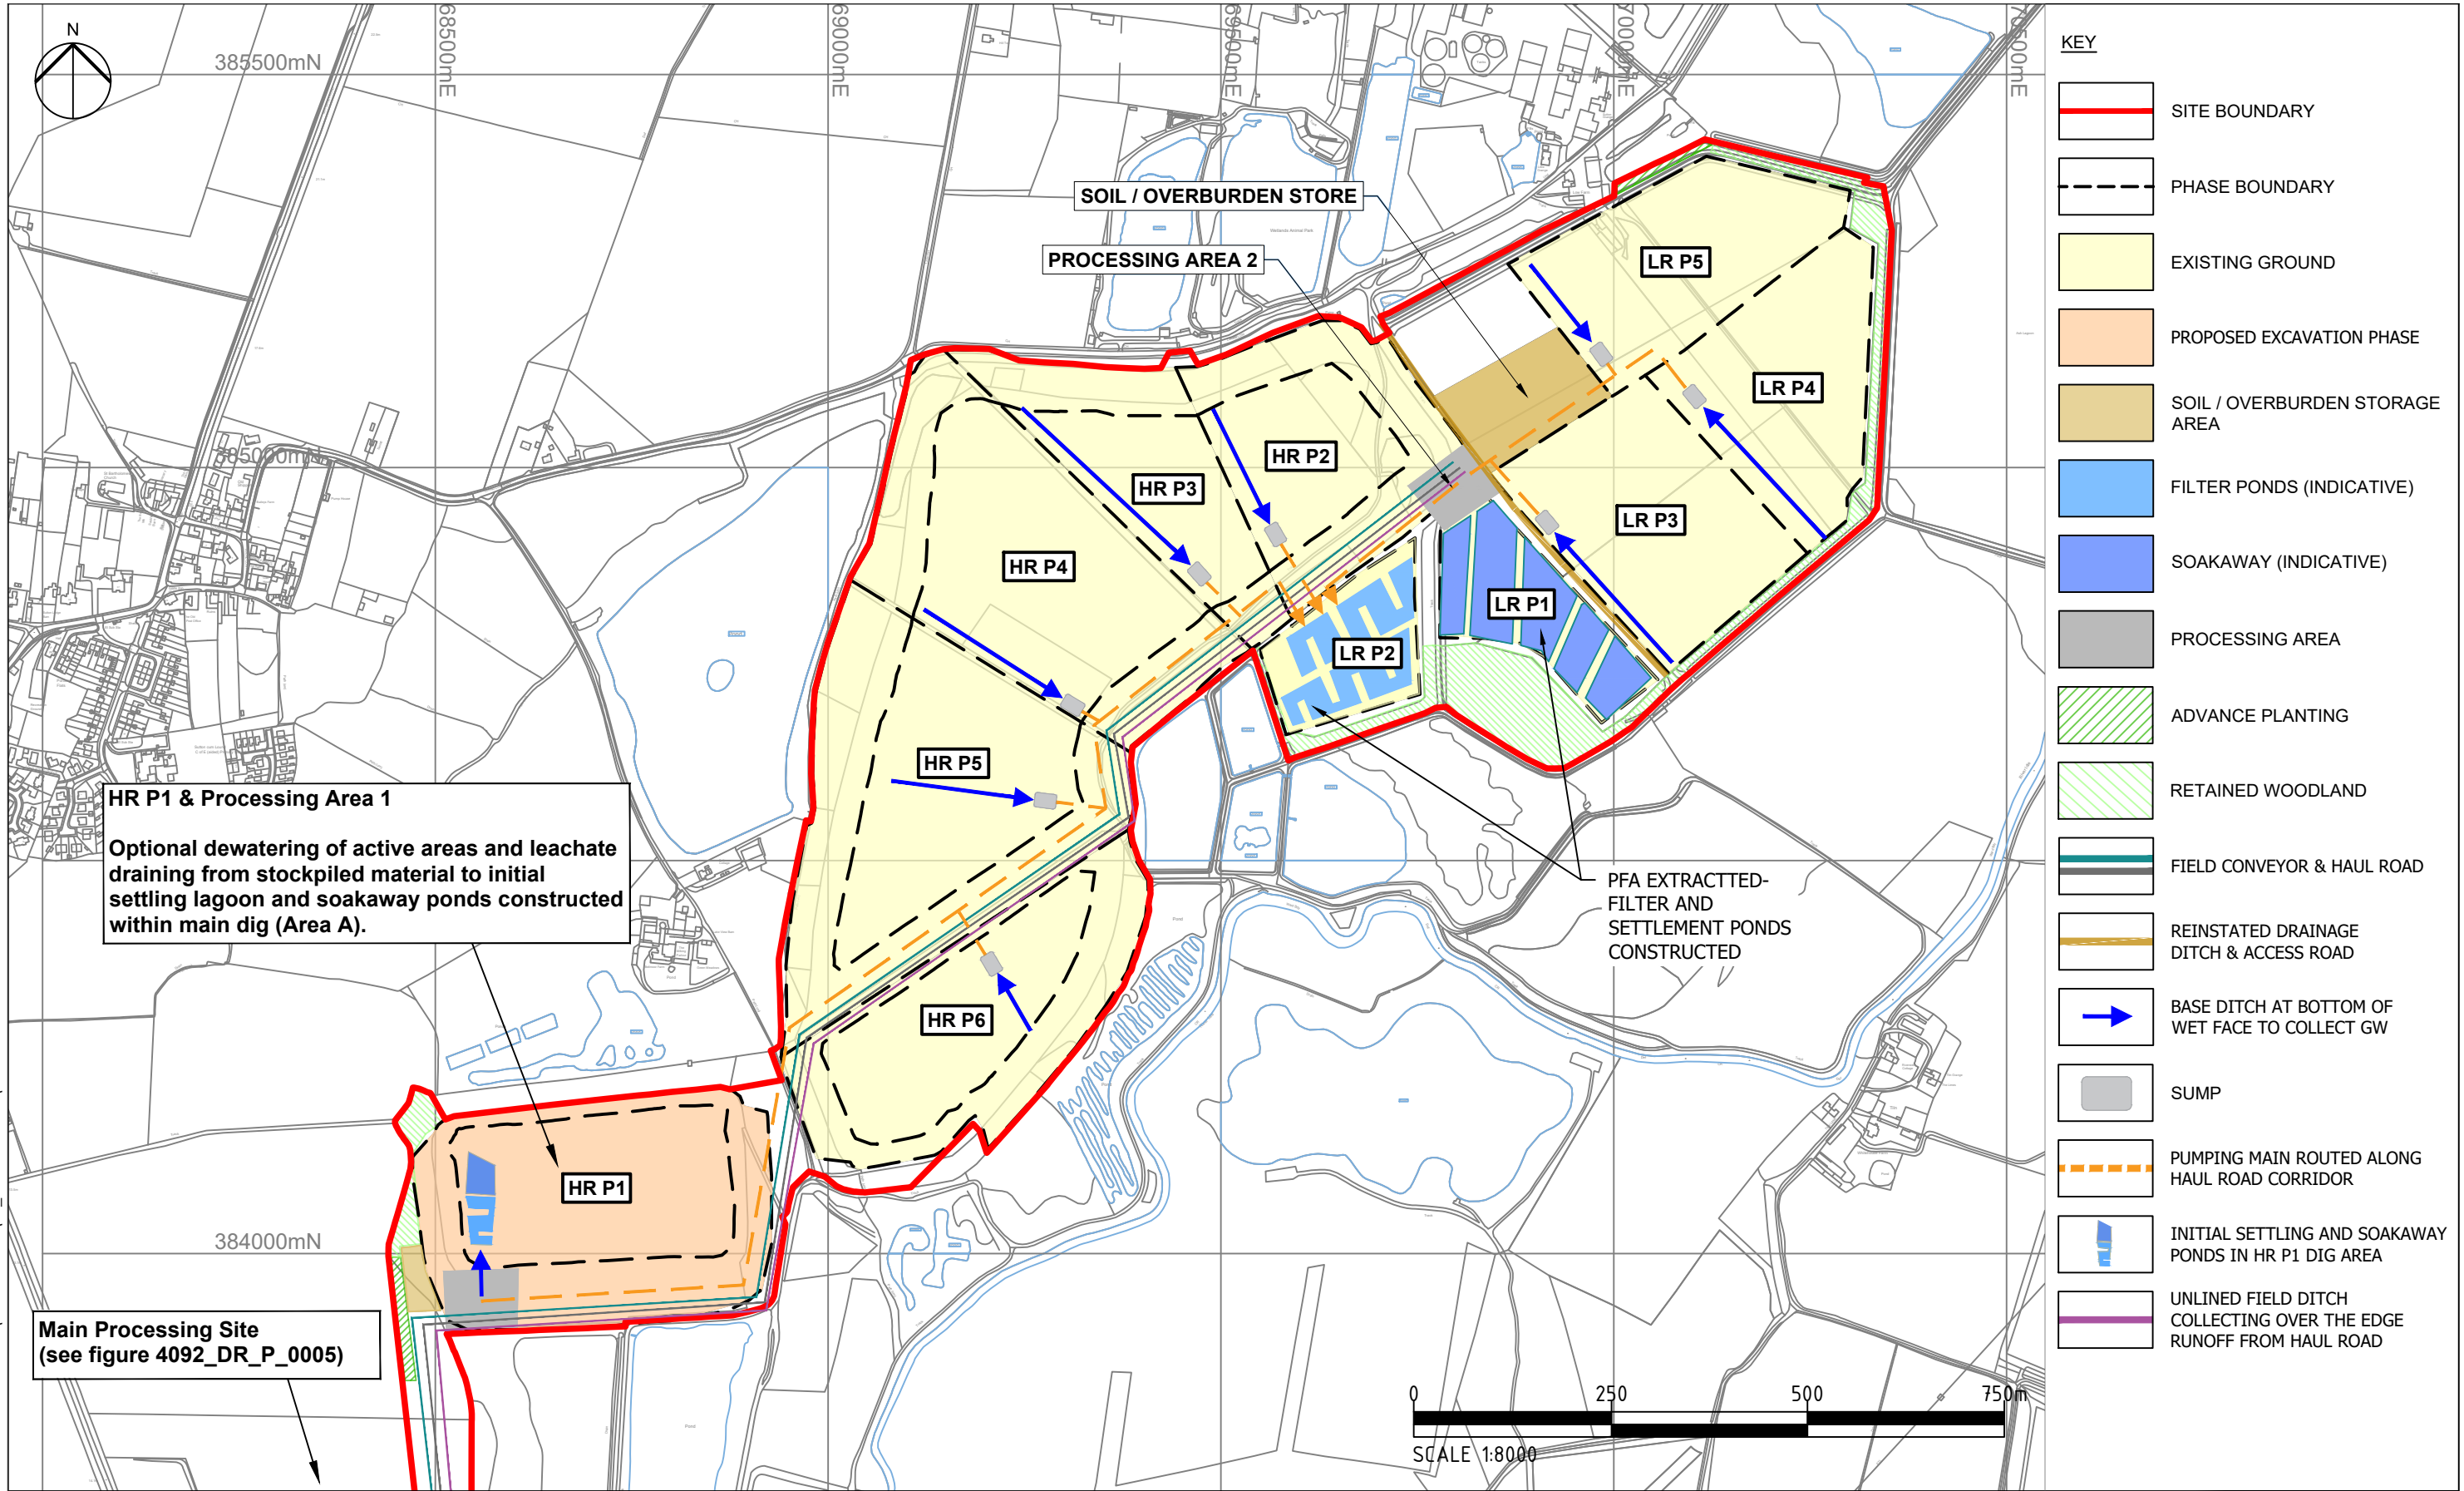 N
385500mN
68500mE
69000mE
69500mE
70000mE
70500mE
SOIL / OVERBURDEN STORE
PROCESSING AREA 2
LR P5
LR P4
385000mN
HR P2
HR P3
LR P3
HR P4
LR P1
LR P2
HR P5
HR P1 & Processing Area 1
Optional dewatering of active areas and leachate
draining from stockpiled material to initial
settling lagoon and soakaway ponds constructed
within main dig (Area A).
PFA EXTRACTTED-
FILTER AND
SETTLEMENT PONDS
CONSTRUCTED
HR P6
HR P1
384000mN
Main Processing Site
(see figure 4092_DR_P_0005)
0 250 500 750m
SCALE 1:8000
KEY
SITE BOUNDARY
PHASE BOUNDARY
EXISTING GROUND
PROPOSED EXCAVATION PHASE
SOIL / OVERBURDEN STORAGE
AREA
FILTER PONDS (INDICATIVE)
SOAKAWAY (INDICATIVE)
PROCESSING AREA
ADVANCE PLANTING
RETAINED WOODLAND
FIELD CONVEYOR & HAUL ROAD
REINSTATED DRAINAGE
DITCH & ACCESS ROAD
BASE DITCH AT BOTTOM OF
WET FACE TO COLLECT GW
SUMP
PUMPING MAIN ROUTED ALONG
HAUL ROAD CORRIDOR
INITIAL SETTLING AND SOAKAWAY
PONDS IN HR P1 DIG AREA
UNLINED FIELD DITCH
COLLECTING OVER THE EDGE
RUNOFF FROM HAUL ROAD